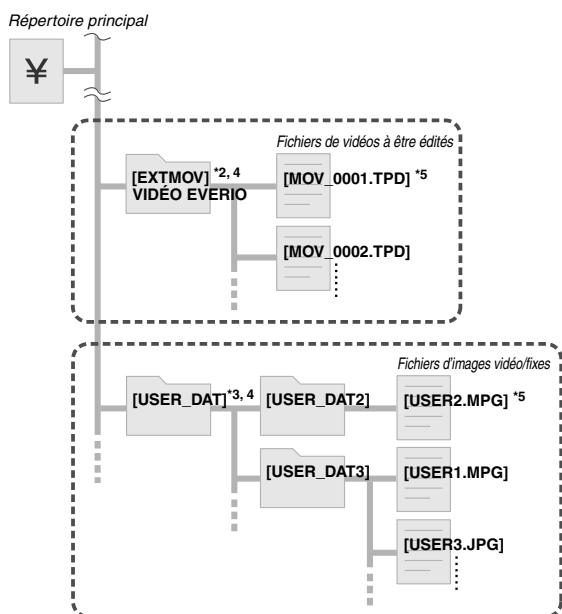 Répertoire principal
¥
Fichiers de vidéos à être édités
[EXTMOV] *2, 4
VIDÉO EVERIO
[MOV_0001.TPD] *5
[MOV_0002.TPD]
Fichiers d'images vidéo/fixes
[USER_DAT]*3, 4
[USER_DAT2]
[USER2.MPG] *5
[USER_DAT3]
[USER1.MPG]
[USER3.JPG]